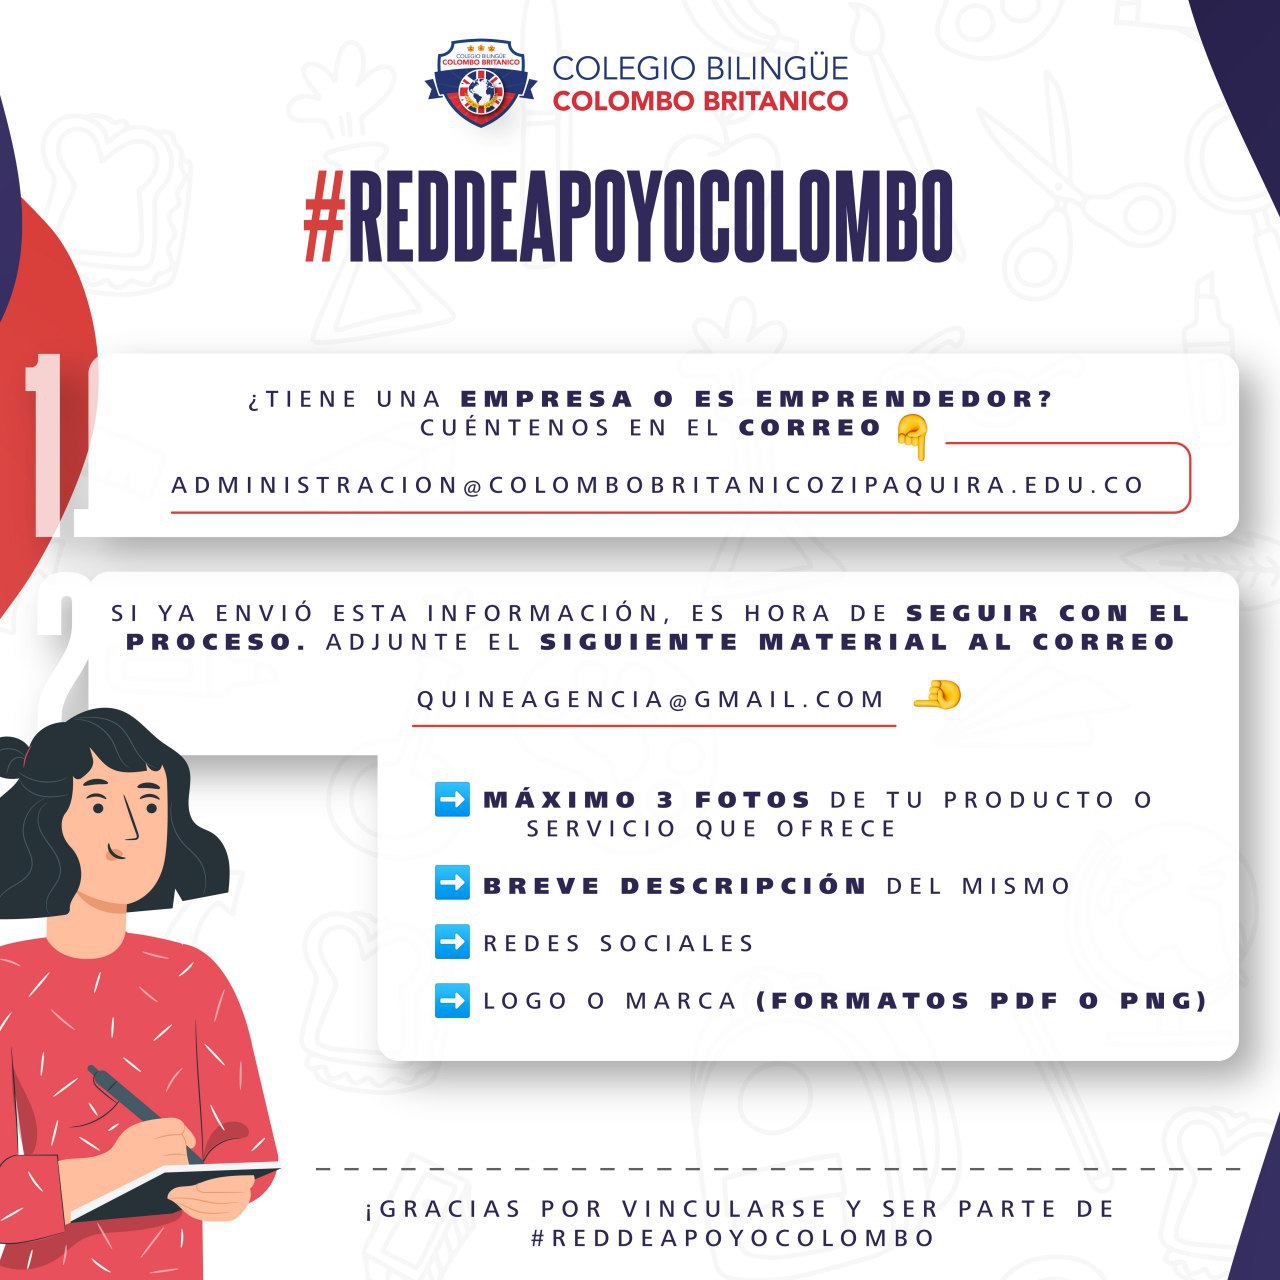 COLEGIO BILINGÜE
COLOMBO BRITANICO
COLEGIO BILINGÜE
COLOMBO BRITANICO
#REDDEAPOYOCOLOMBO
1
¿TIENE UNA EMPRESA O ES EMPRENDEDOR?
CUÉNTENOS EN EL CORREO
ADMINISTRACION@COLOMBOBRITANICOZIPAQUIRA.EDU.CO
2
SI YA ENVIÓ ESTA INFORMACIÓN, ES HORA DE SEGUIR CON EL
PROCESO. ADJUNTE EL SIGUIENTE MATERIAL AL CORREO
QUINEAGENCIA@GMAIL.COM
MÁXIMO 3 FOTOS DE TU PRODUCTO O
SERVICIO QUE OFRECE
BREVE DESCRIPCIÓN DEL MISMO
REDES SOCIALES
LOGO O MARCA (FORMATOS PDF O PNG)
¡GRACIAS POR VINCULARSE Y SER PARTE DE
#REDDEAPOYOCOLOMBO